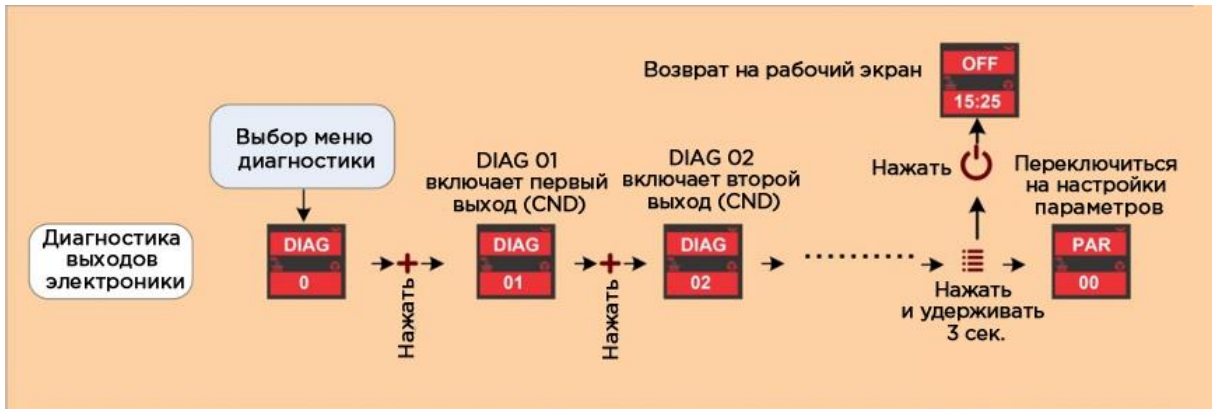 Возврат на рабочий экран
OFF
15:25
Выбор меню
диагностики
Нажать
Переключиться
на настройки
параметров
DIAG 01
включает первый
выход (CND)
DIAG 02
включает второй
выход (CND)
Диагностика
выходов
электроники
DIAG
0
Нажать
DIAG
01
Нажать
DIAG
02
Нажать
и удерживать
3 сек.
PAR
00